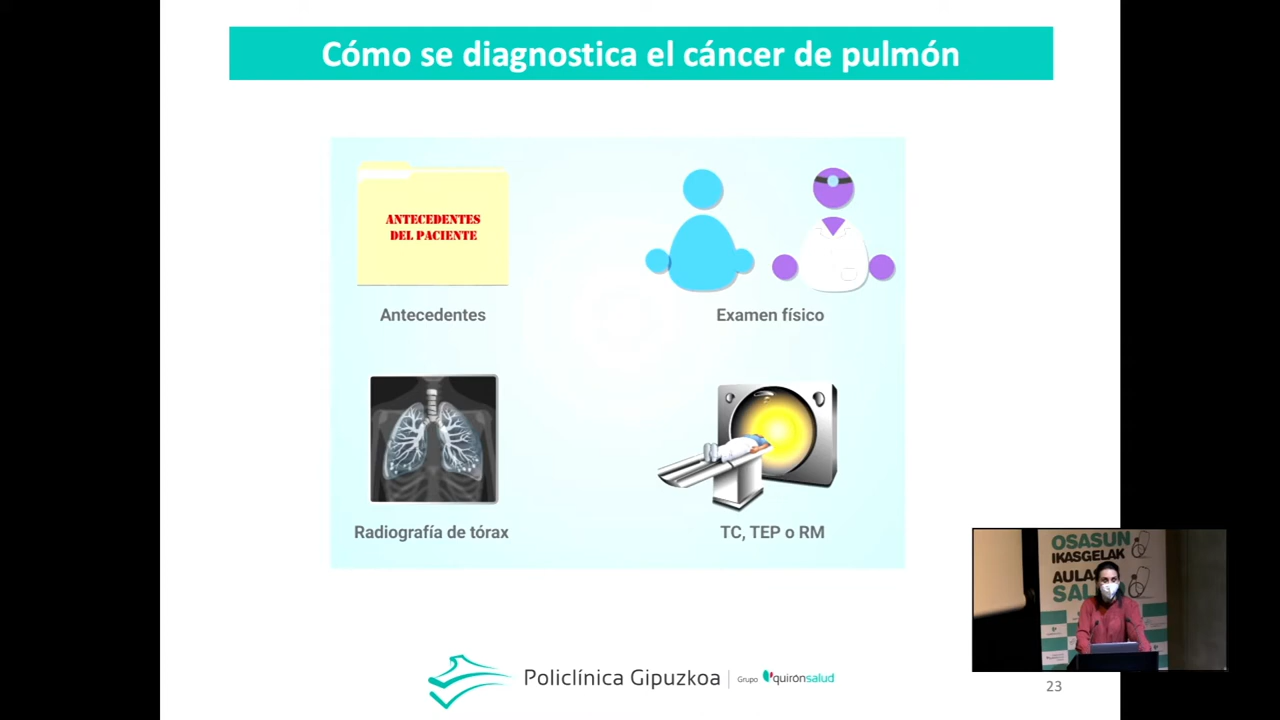 Cómo se diagnostica el cáncer de pulmón
ANTECEDENTES
DEL PACIENTE
Antecedentes
Examen físico
Radiografía de tórax
TC, TEP o RM
OSASUN
IKASGELAK
AULAS
Policlínica Gipuzkoa
Grupo quirónsalud
23